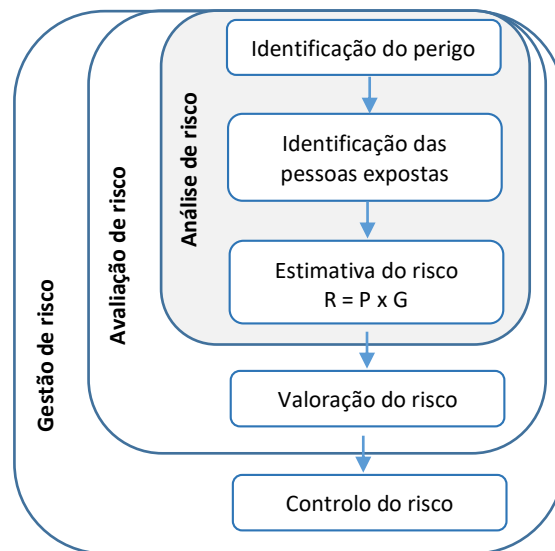 Identificação do perigo
Identificação das
pessoas expostas
Estimativa do risco
R = P x G
Valoração do risco
Controlo do risco
Análise de risco
Avaliação de risco
Gestão de risco